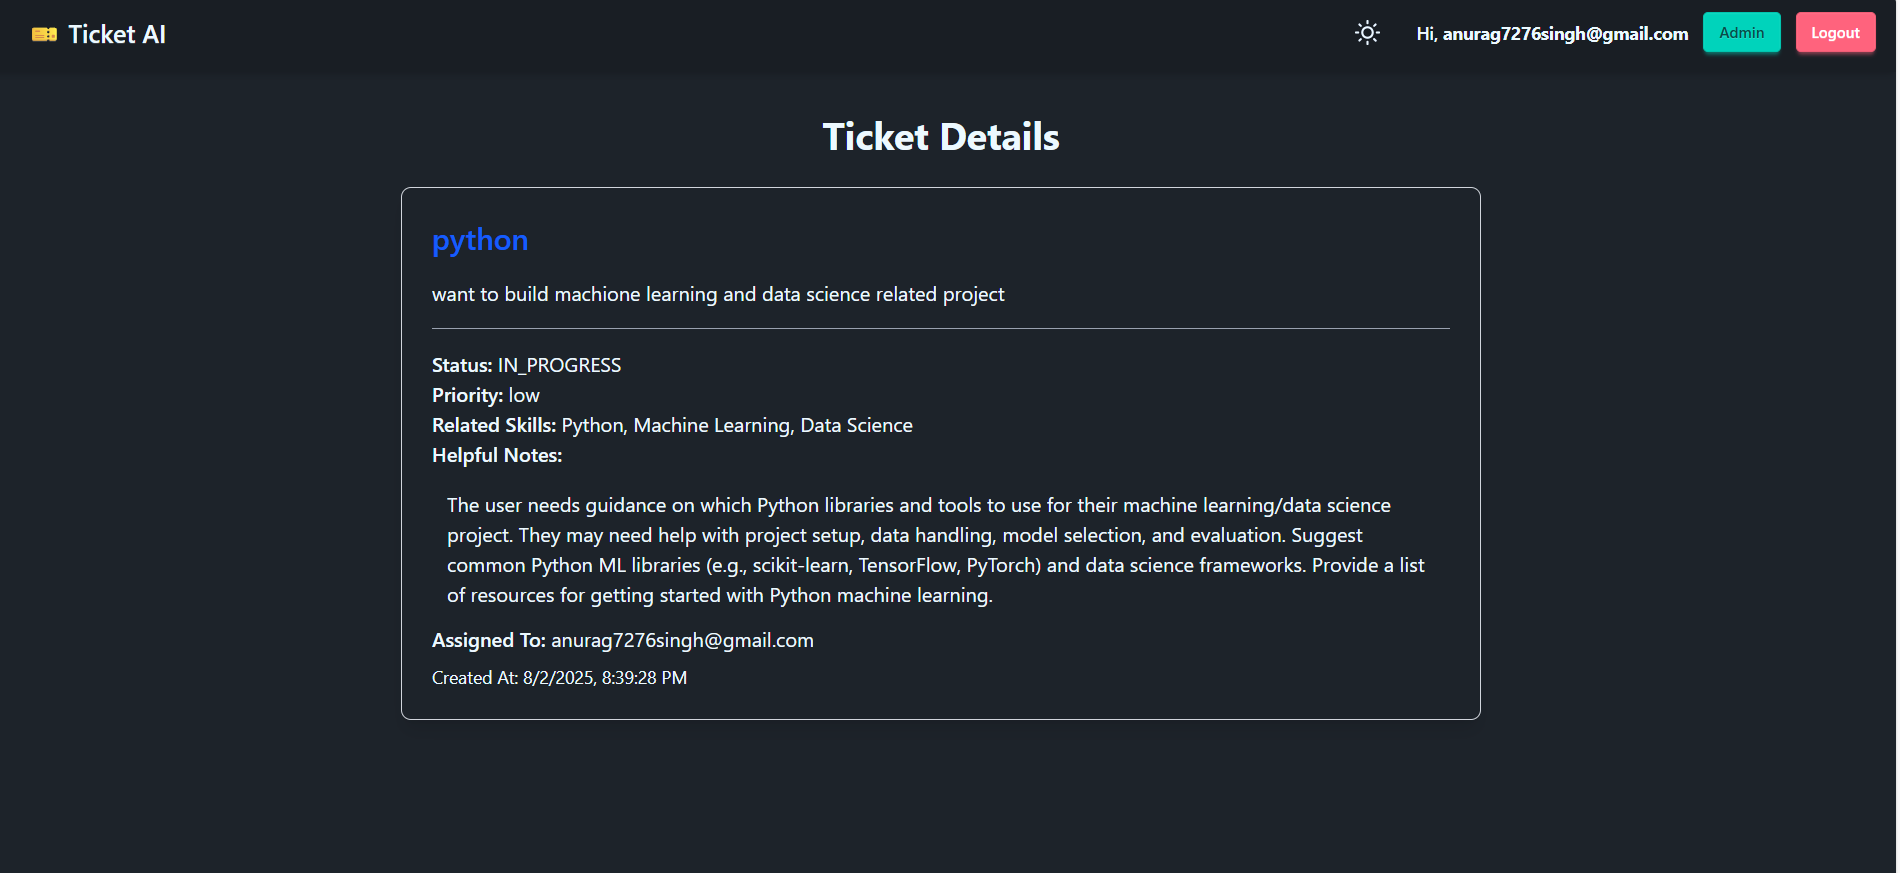 Ticket AI
Hi, anurag7276singh@gmail.com
Admin
Logout
Ticket Details
python
want to build machione learning and data science related project
Status: IN_PROGRESS
Priority: low
Related Skills: Python, Machine Learning, Data Science
Helpful Notes:
The user needs guidance on which Python libraries and tools to use for their machine learning/data science
project. They may need help with project setup, data handling, model selection, and evaluation. Suggest
common Python ML libraries (e.g., scikit-learn, TensorFlow, PyTorch) and data science frameworks. Provide a list
of resources for getting started with Python machine learning.
Assigned To: anurag7276singh@gmail.com
Created At: 8/2/2025, 8:39:28 PM